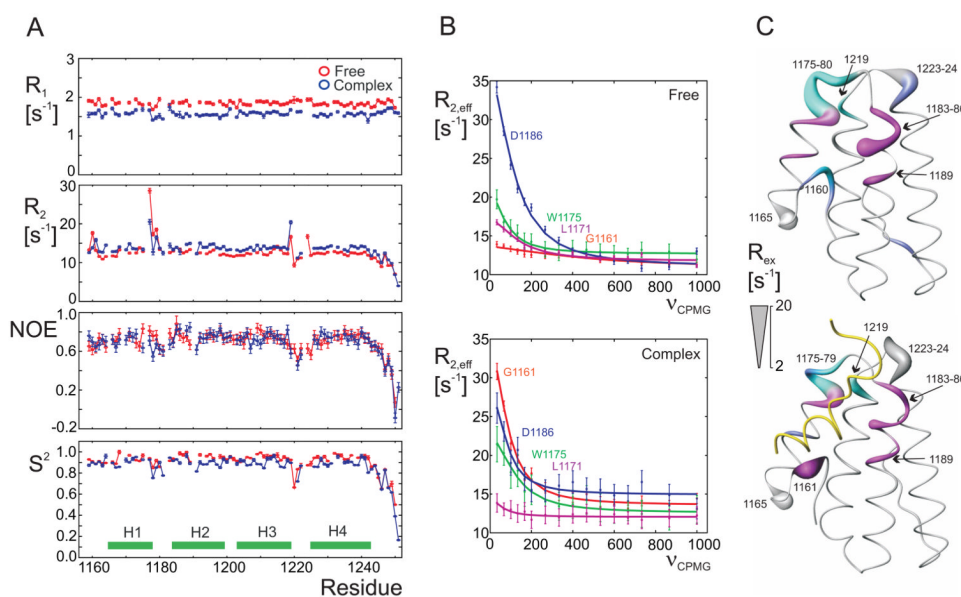 A
B
C
R1
[s-1]
3
2
1
0
Free
Complex
R2
[s-1]
30
20
10
0
NOE
1.0
0.6
0.2
-0.2
S2
1.0
0.8
0.6
0.4
0.2
0.0
H1 H2 H3 H4
1160 1180 1200 1220 1240
Residue
R2,eff
[s-1]
35
30
25
20
15
10
Free
D1186
W1175
L1171
G1161
0 200 400 600 800 1000
νCPMG
R2,eff
[s-1]
35
30
25
20
15
10
Complex
G1161
D1186
W1175
L1171
0 200 400 600 800 1000
νCPMG
1175-80
1219
1223-24
1183-86
1160
1189
1165
Rex
[s-1]
20
2
1219
1175-79
1223-24
1183-86
1161
1165
1189